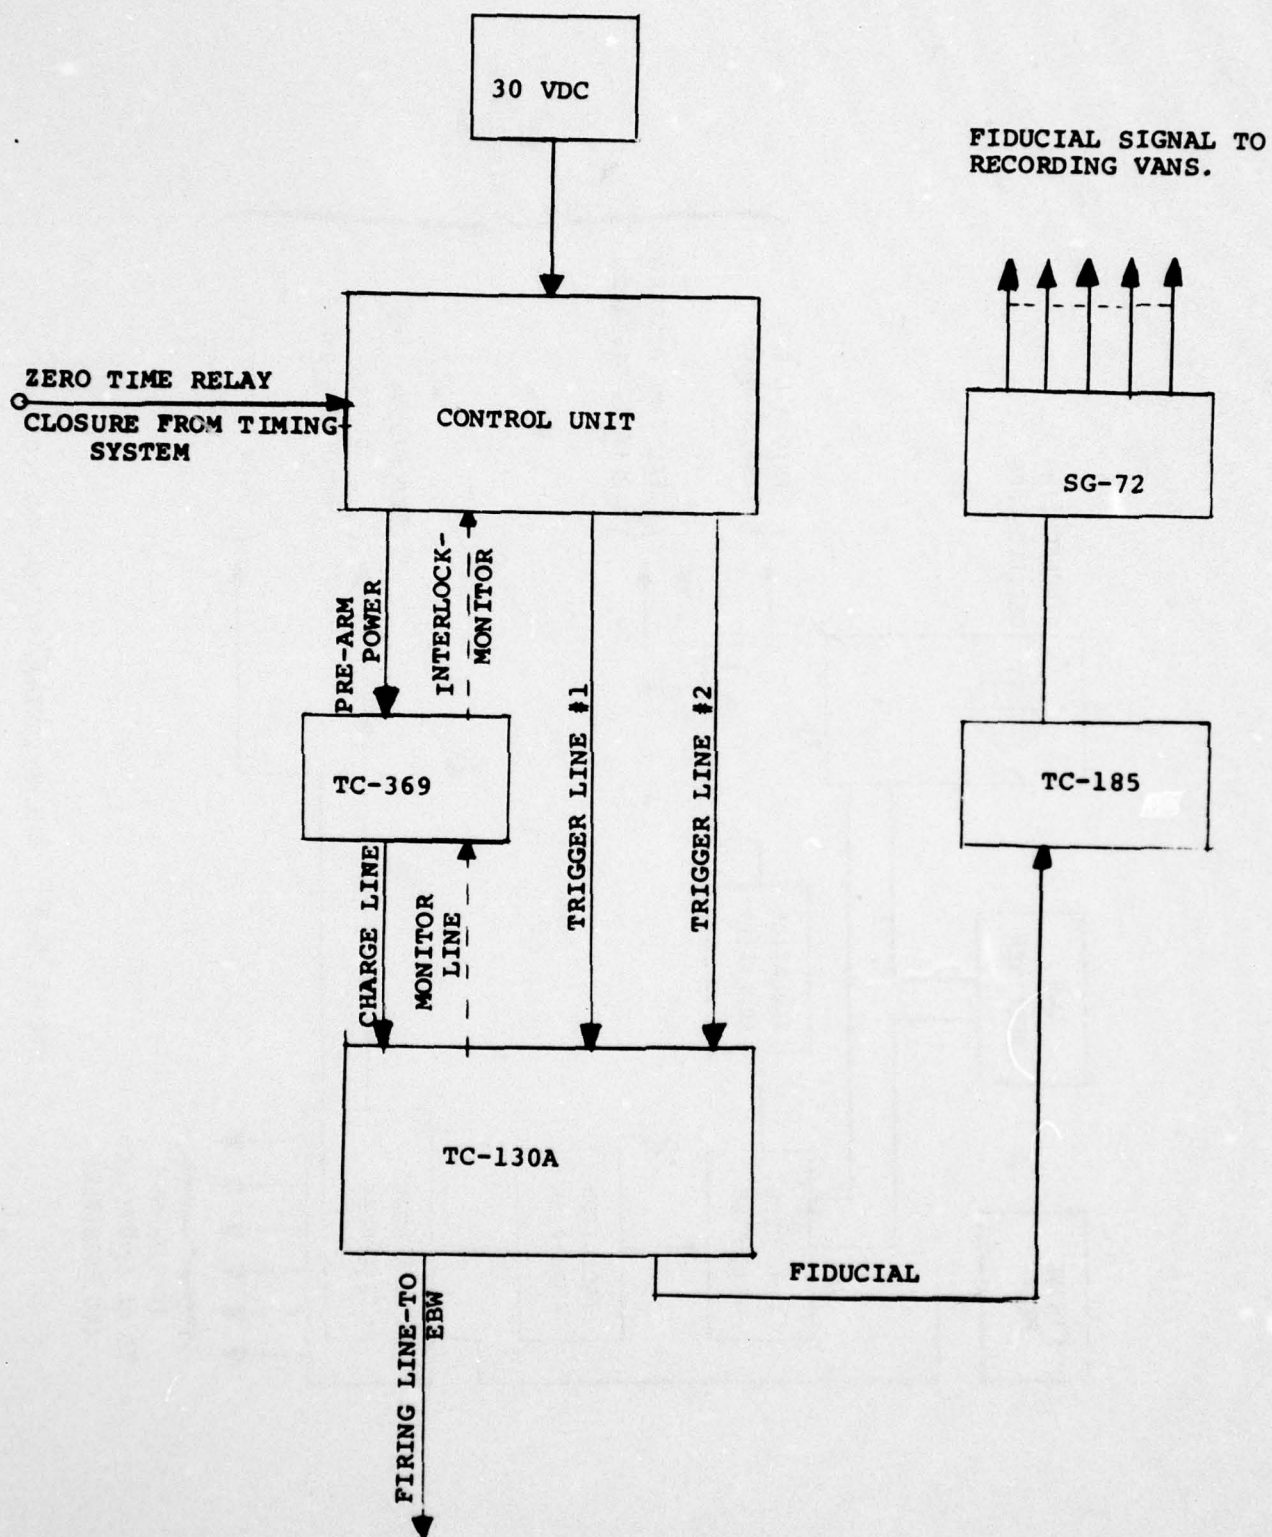 30 VDC
FIDUCIAL SIGNAL TO
RECORDING VANS.
ZERO TIME RELAY
CLOSURE FROM TIMING
SYSTEM
CONTROL UNIT
SG-72
PRE-ARM
POWER
INTERLOCK-
MONITOR
TRIGGER LINE #1
TRIGGER LINE #2
TC-369
TC-185
CHARGE LINE
MONITOR
LINE
TC-130A
FIDUCIAL
FIRING LINE-TO
EBW